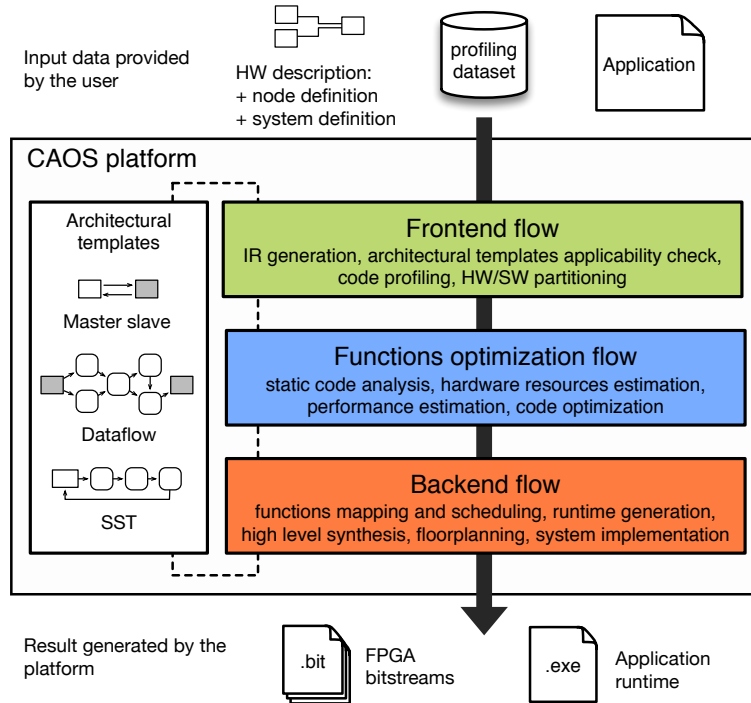 Input data provided
by the user
HW description:
+ node definition
+ system definition
profiling
dataset
Application
CAOS platform
Architectural
templates
Master slave
Dataflow
SST
Frontend flow
IR generation, architectural templates applicability check,
code profiling, HW/SW partitioning
Functions optimization flow
static code analysis, hardware resources estimation,
performance estimation, code optimization
Backend flow
functions mapping and scheduling, runtime generation,
high level synthesis, floorplanning, system implementation
Result generated by the
platform
.bit
FPGA
bitstreams
.exe
Application
runtime